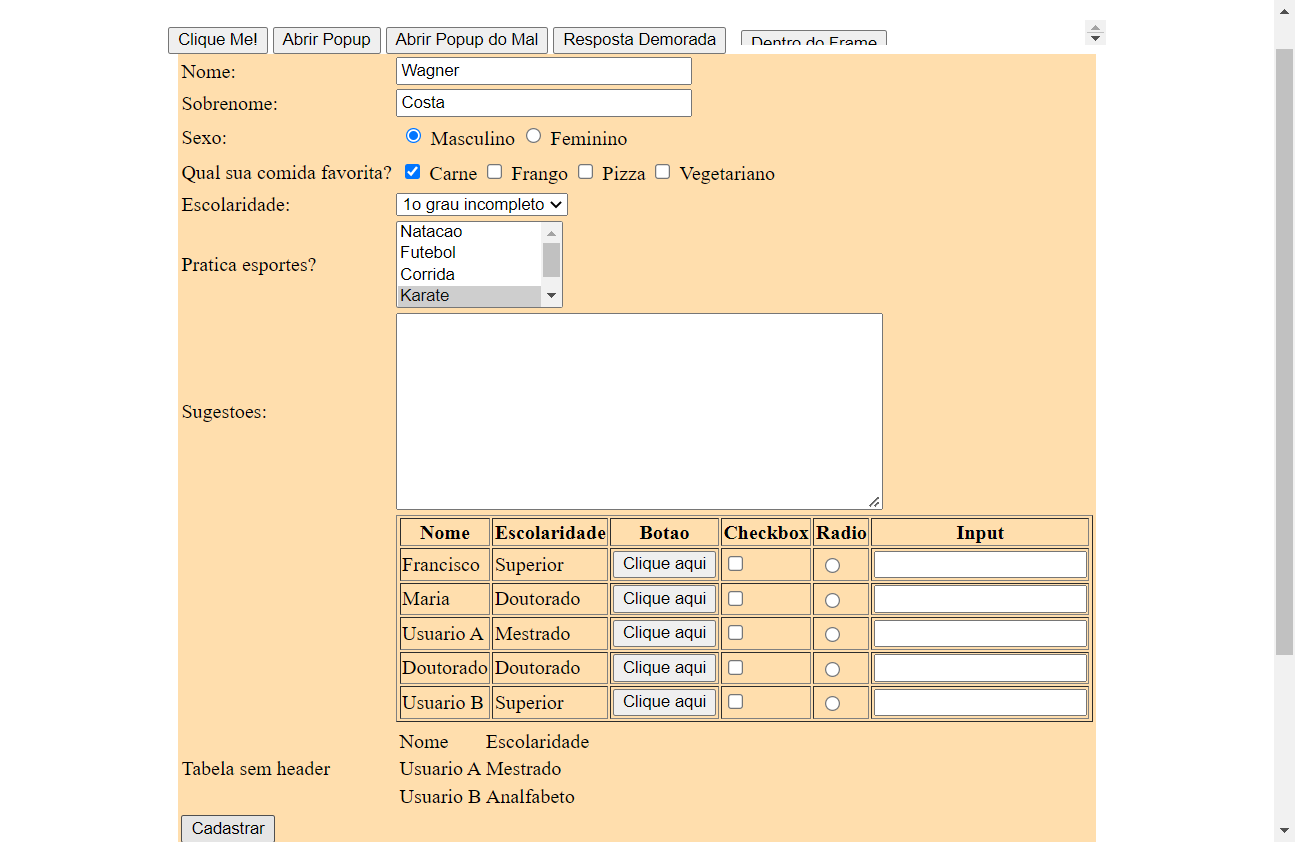 Clique Me! Abrir Popup Abrir Popup do Mal Resposta Demorada Dentro do Frame
Nome: Wagner
Sobrenome: Costa
Sexo: Masculino Feminino
Qual sua comida favorita? Carne Frango Pizza Vegetariano
Escolaridade: 1o grau incompleto
Pratica esportes?
Natacao
Futebol
Corrida
Karate
Sugestoes:
Nome Escolaridade Botao Checkbox Radio Input
Francisco Superior Clique aqui
Maria Doutorado Clique aqui
Usuario A Mestrado Clique aqui
Doutorado Doutorado Clique aqui
Usuario B Superior Clique aqui
Tabela sem header
Nome Escolaridade
Usuario A Mestrado
Usuario B Analfabeto
Cadastrar